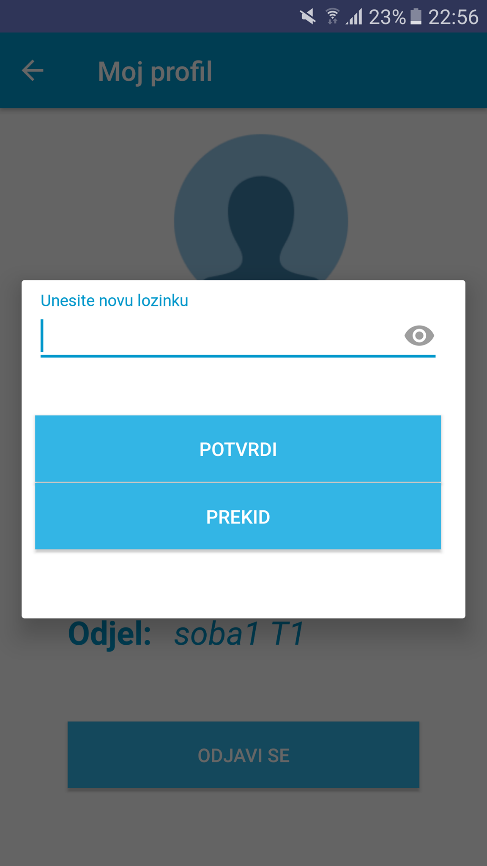 23% 22:56
Moj profil
Unesite novu lozinku
POTVRDI
PREKID
Odjel: soba1 T1
ODJAVI SE